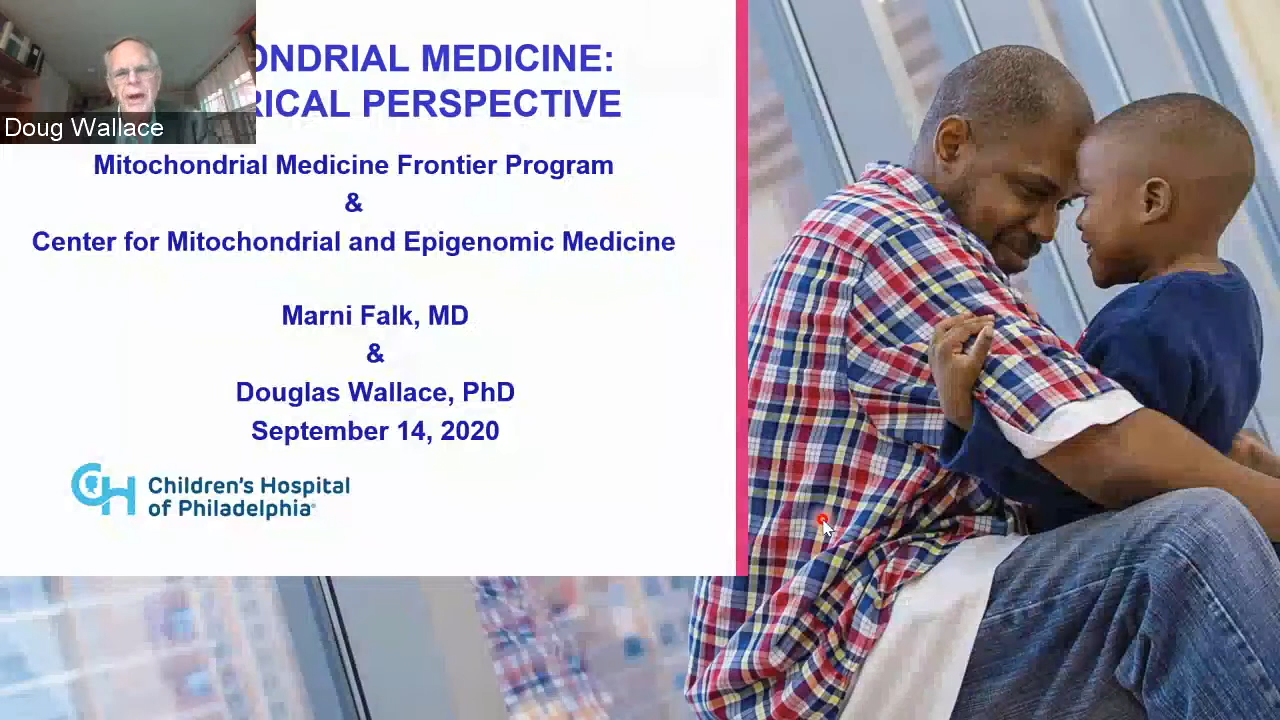 Doug Wallace
ONDRIAL MEDICINE:
RICAL PERSPECTIVE
Mitochondrial Medicine Frontier Program
&
Center for Mitochondrial and Epigenomic Medicine
Marni Falk, MD
&
Douglas Wallace, PhD
September 14, 2020
CH Children's Hospital
of Philadelphia®